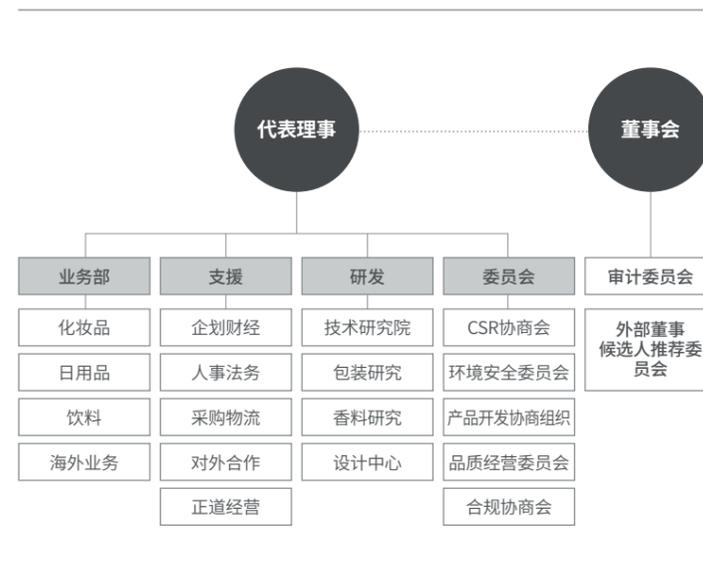 代表理事
董事会
业务部
支援
研发
委员会
审计委员会
化妆品
企划财经
技术研究院
CSR协商会
外部董事
候选人推荐委
员会
日用品
人事法务
包装研究
环境安全委员会
饮料
采购物流
香料研究
产品开发协商组织
海外业务
对外合作
设计中心
品质经营委员会
正道经营
合规协商会